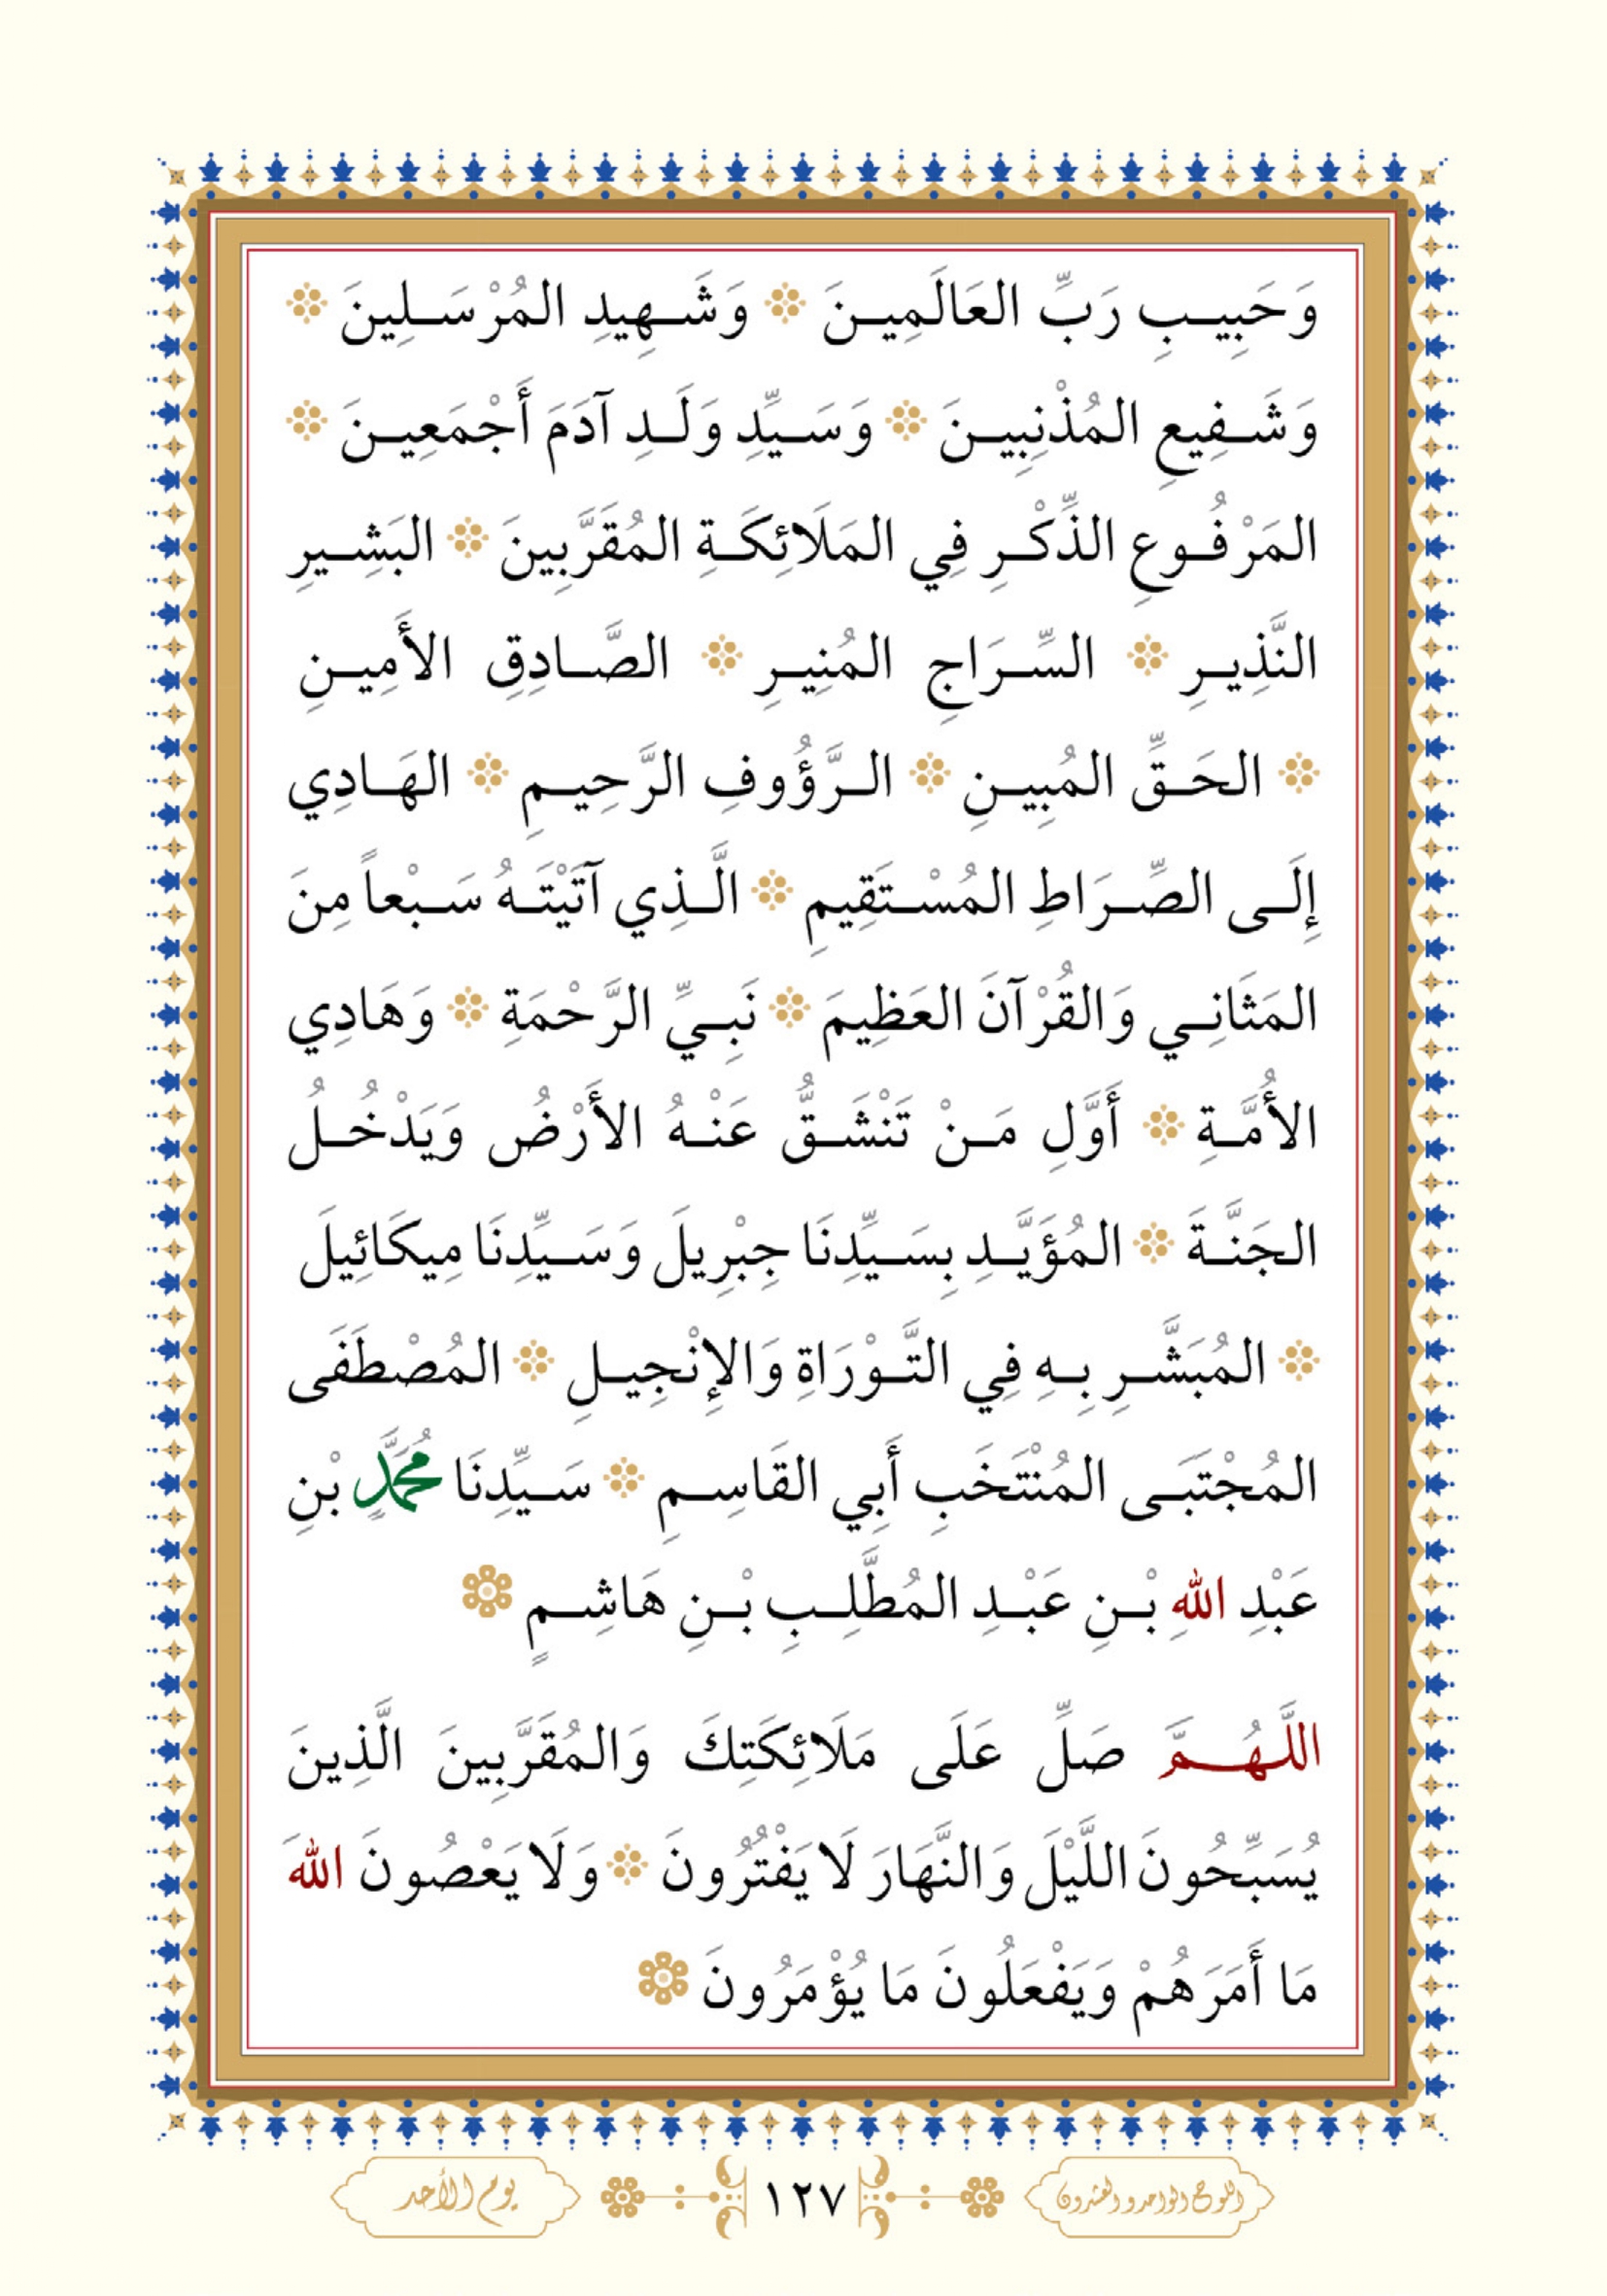 وَحَبِيبِ رَبِّ العَالَمِينَ وَشَهِيدِ المُرْسَلِينَ
وَشَفِيعِ المُذْنِبِينَ وَسَيِّدِ وَلَدِ آدَمَ أَجْمَعِينَ
المَرْفُوعِ الذِّكْرِ فِي المَلَائِكَةِ المُقَرَّبِينَ البَشِيرِ
النَّذِيرِ السِّرَاجِ المُنِيرِ الصَّادِقِ الأَمِينِ
الحَقِّ المُبِينِ الرَّؤُوفِ الرَّحِيمِ الهَادِي
إِلَى الصِّرَاطِ المُسْتَقِيمِ الَّذِي آتَيْتَهُ سَبْعاً مِنَ
المَثَانِي وَالقُرْآنَ العَظِيمَ نَبِيِّ الرَّحْمَةِ وَهَادِي
الأُمَّةِ أَوَّلِ مَنْ تَنْشَقُّ عَنْهُ الأَرْضُ وَيَدْخُلُ
الجَنَّةَ المُؤَيَّدِ بِسَيِّدِنَا جِبْرِيلَ وَسَيِّدِنَا مِيكَائِيلَ
المُبَشَّرِ بِهِ فِي التَّوْرَاةِ وَالإِنْجِيلِ المُصْطَفَى
المُجْتَبَى المُنْتَخَبِ أَبِي القَاسِمِ سَيِّدِنَا مُحَمَّدٍ بْنِ
عَبْدِ اللهِ بْنِ عَبْدِ المُطَّلِبِ بْنِ هَاشِمٍ
اللَّهُمَّ صَلِّ عَلَى مَلَائِكَتِكَ وَالمُقَرَّبِينَ الَّذِينَ
يُسَبِّحُونَ اللَّيْلَ وَالنَّهَارَ لَا يَفْتُرُونَ وَلَا يَعْصُونَ اللهَ
مَا أَمَرَهُمْ وَيَفْعَلُونَ مَا يُؤْمَرُونَ
اللوح الواحد والعشرون ١٢٧ يوم الأحد